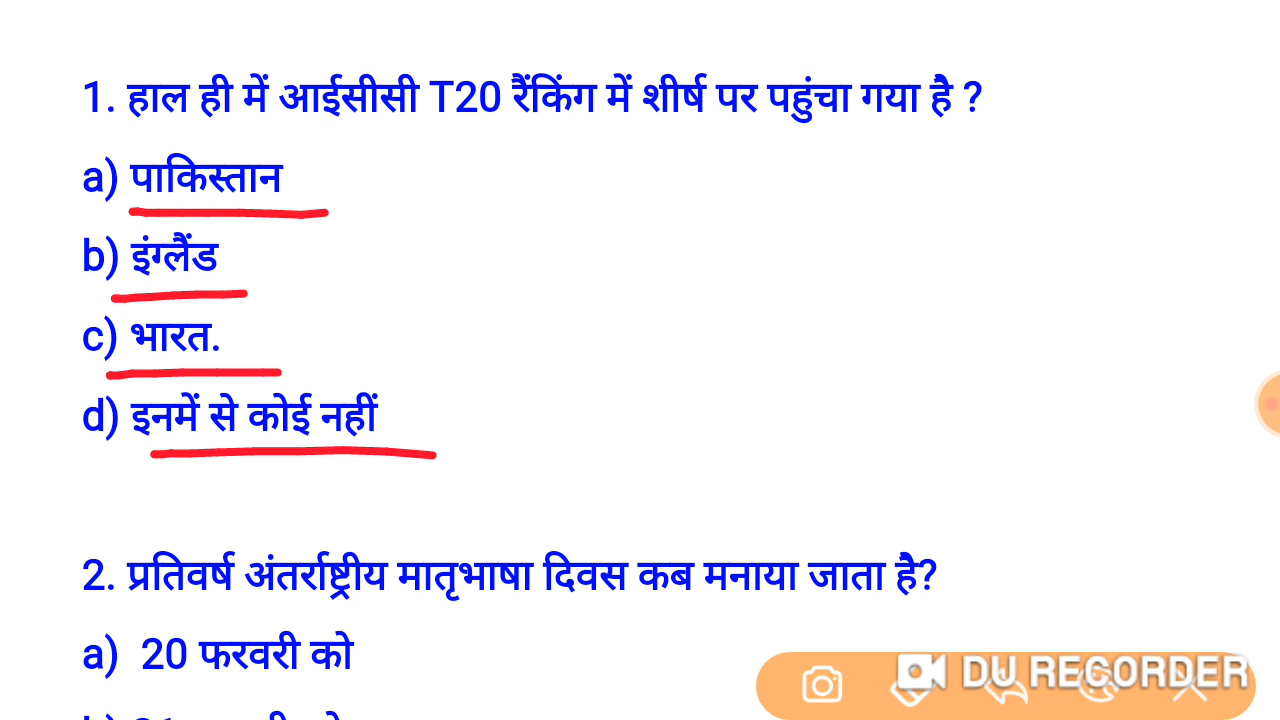 1. हाल ही में आईसीसी T20 रैंकिंग में शीर्ष पर पहुंचा गया है ?
a) पाकिस्तान
b) इंग्लैंड
c) भारत.
d) इनमें से कोई नहीं
2. प्रतिवर्ष अंतर्राष्ट्रीय मातृभाषा दिवस कब मनाया जाता है?
a) 20 फरवरी को
DU RECORDER